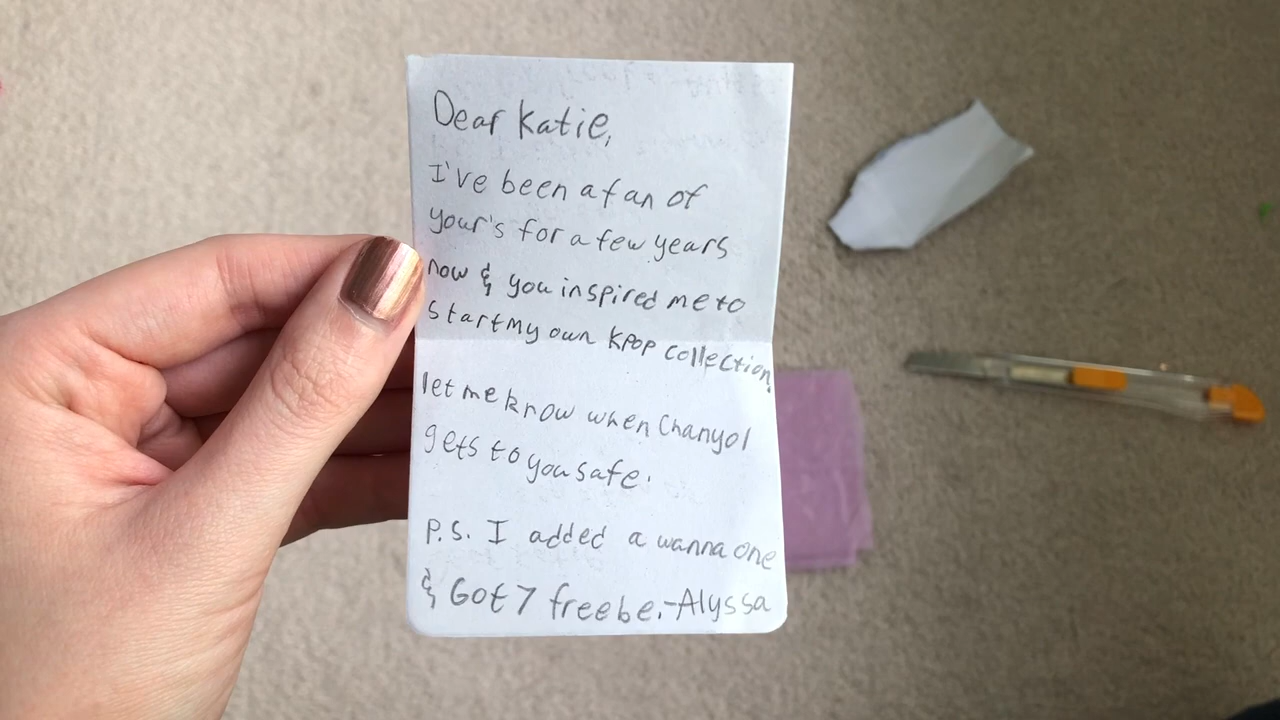 Dear Katie,
I've been a fan of
your's for a few years
now & you inspired me to
start my own Kpop collection.
let me know when Chanyol
gets to you safe.
P.S. I added a wanna one
& Got 7 freebe.-Alyssa